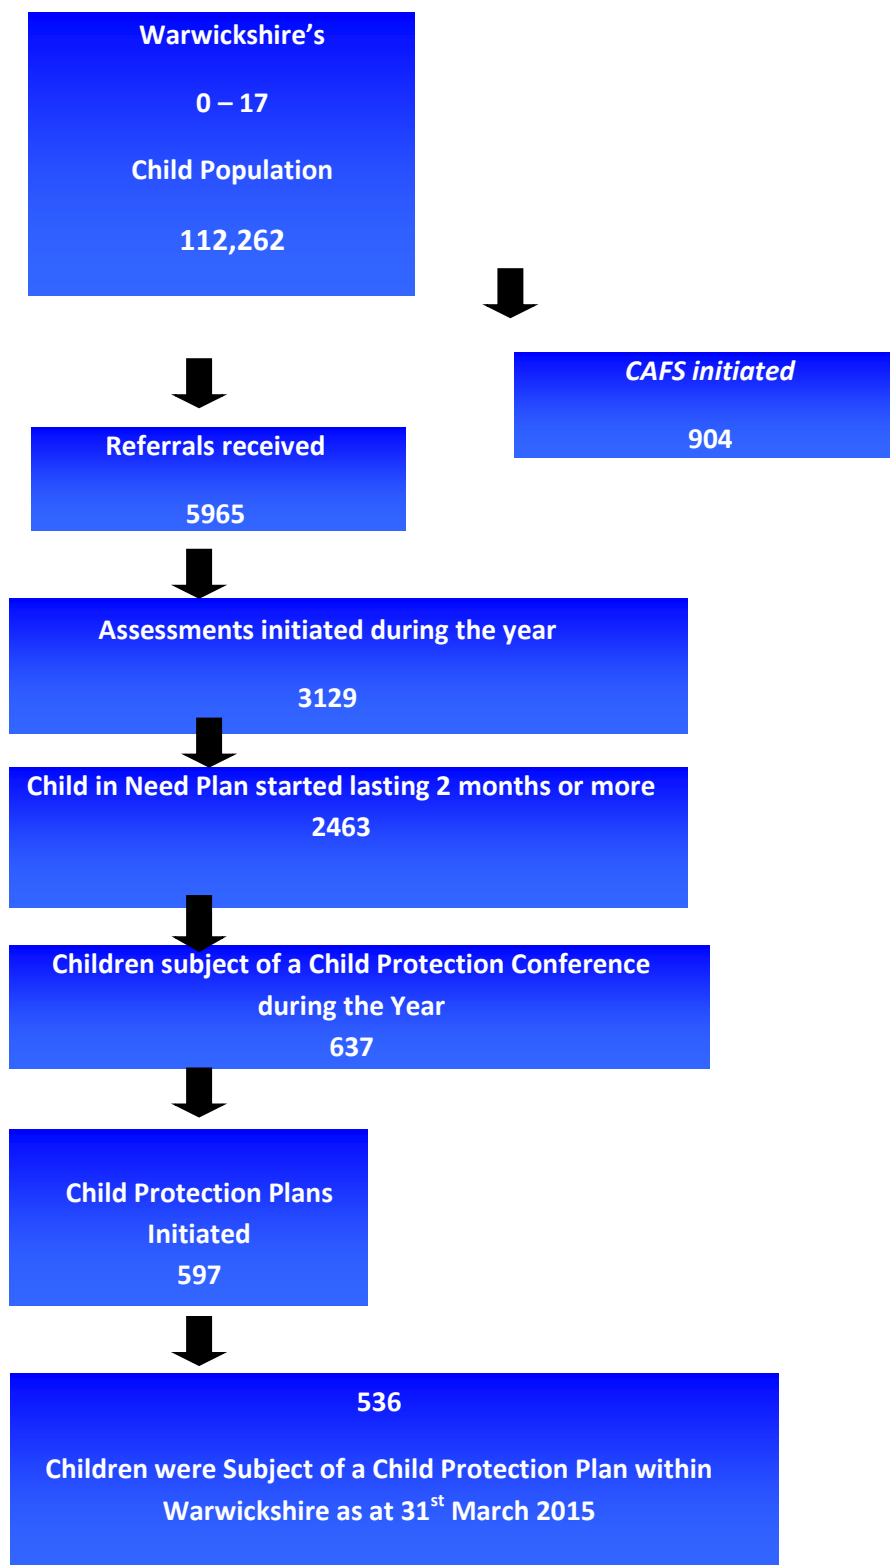 Warwickshire’s
0 – 17
Child Population
112,262
CAFS initiated
904
Referrals received
5965
Assessments initiated during the year
3129
Child in Need Plan started lasting 2 months or more
2463
Children subject of a Child Protection Conference
during the Year
637
Child Protection Plans
Initiated
597
536
Children were Subject of a Child Protection Plan within
Warwickshire as at 31st March 2015